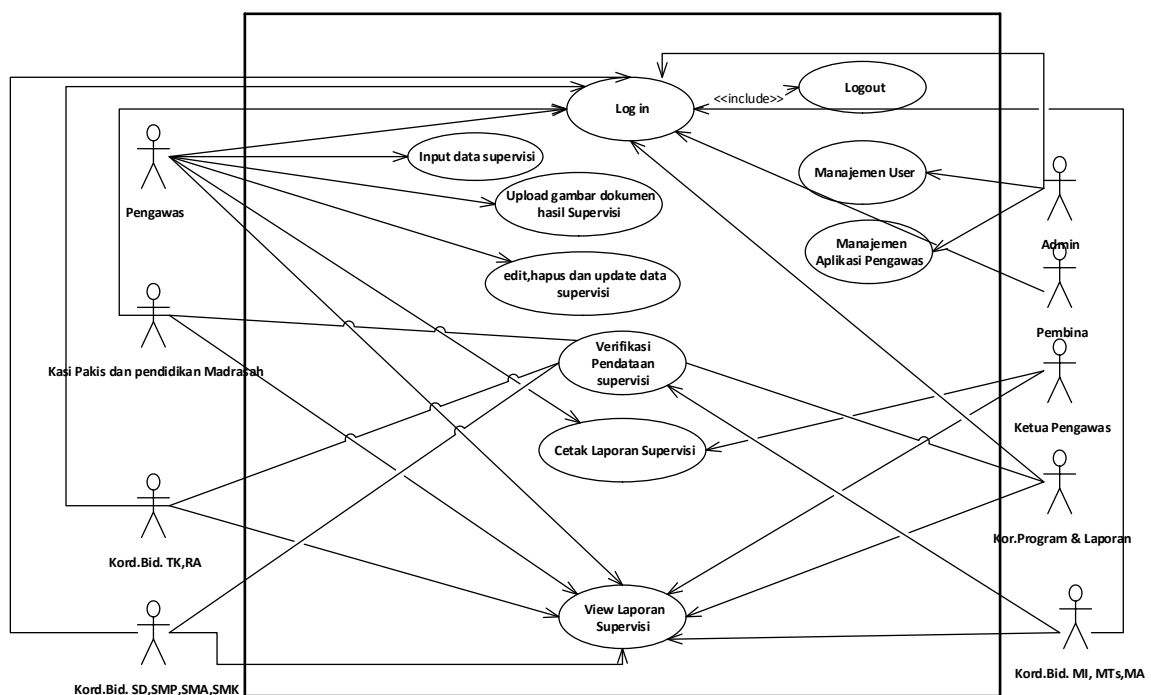 Logout
<<include>>
Log in
Input data supervisi
Manajemen User
Upload gambar dokumen
hasil Supervisi
Pengawas
Admin
Manajemen
Aplikasi Pengawas
edit,hapus dan update data
supervisi
Pembina
Verifikasi
Pendataan
supervisi
Kasi Pakis dan pendidikan Madrasah
Ketua Pengawas
Cetak Laporan Supervisi
Kor.Program & Laporan
Kord.Bid. TK,RA
View Laporan
Supervisi
Kord.Bid. MI, MTs,MA
Kord.Bid. SD,SMP,SMA,SMK